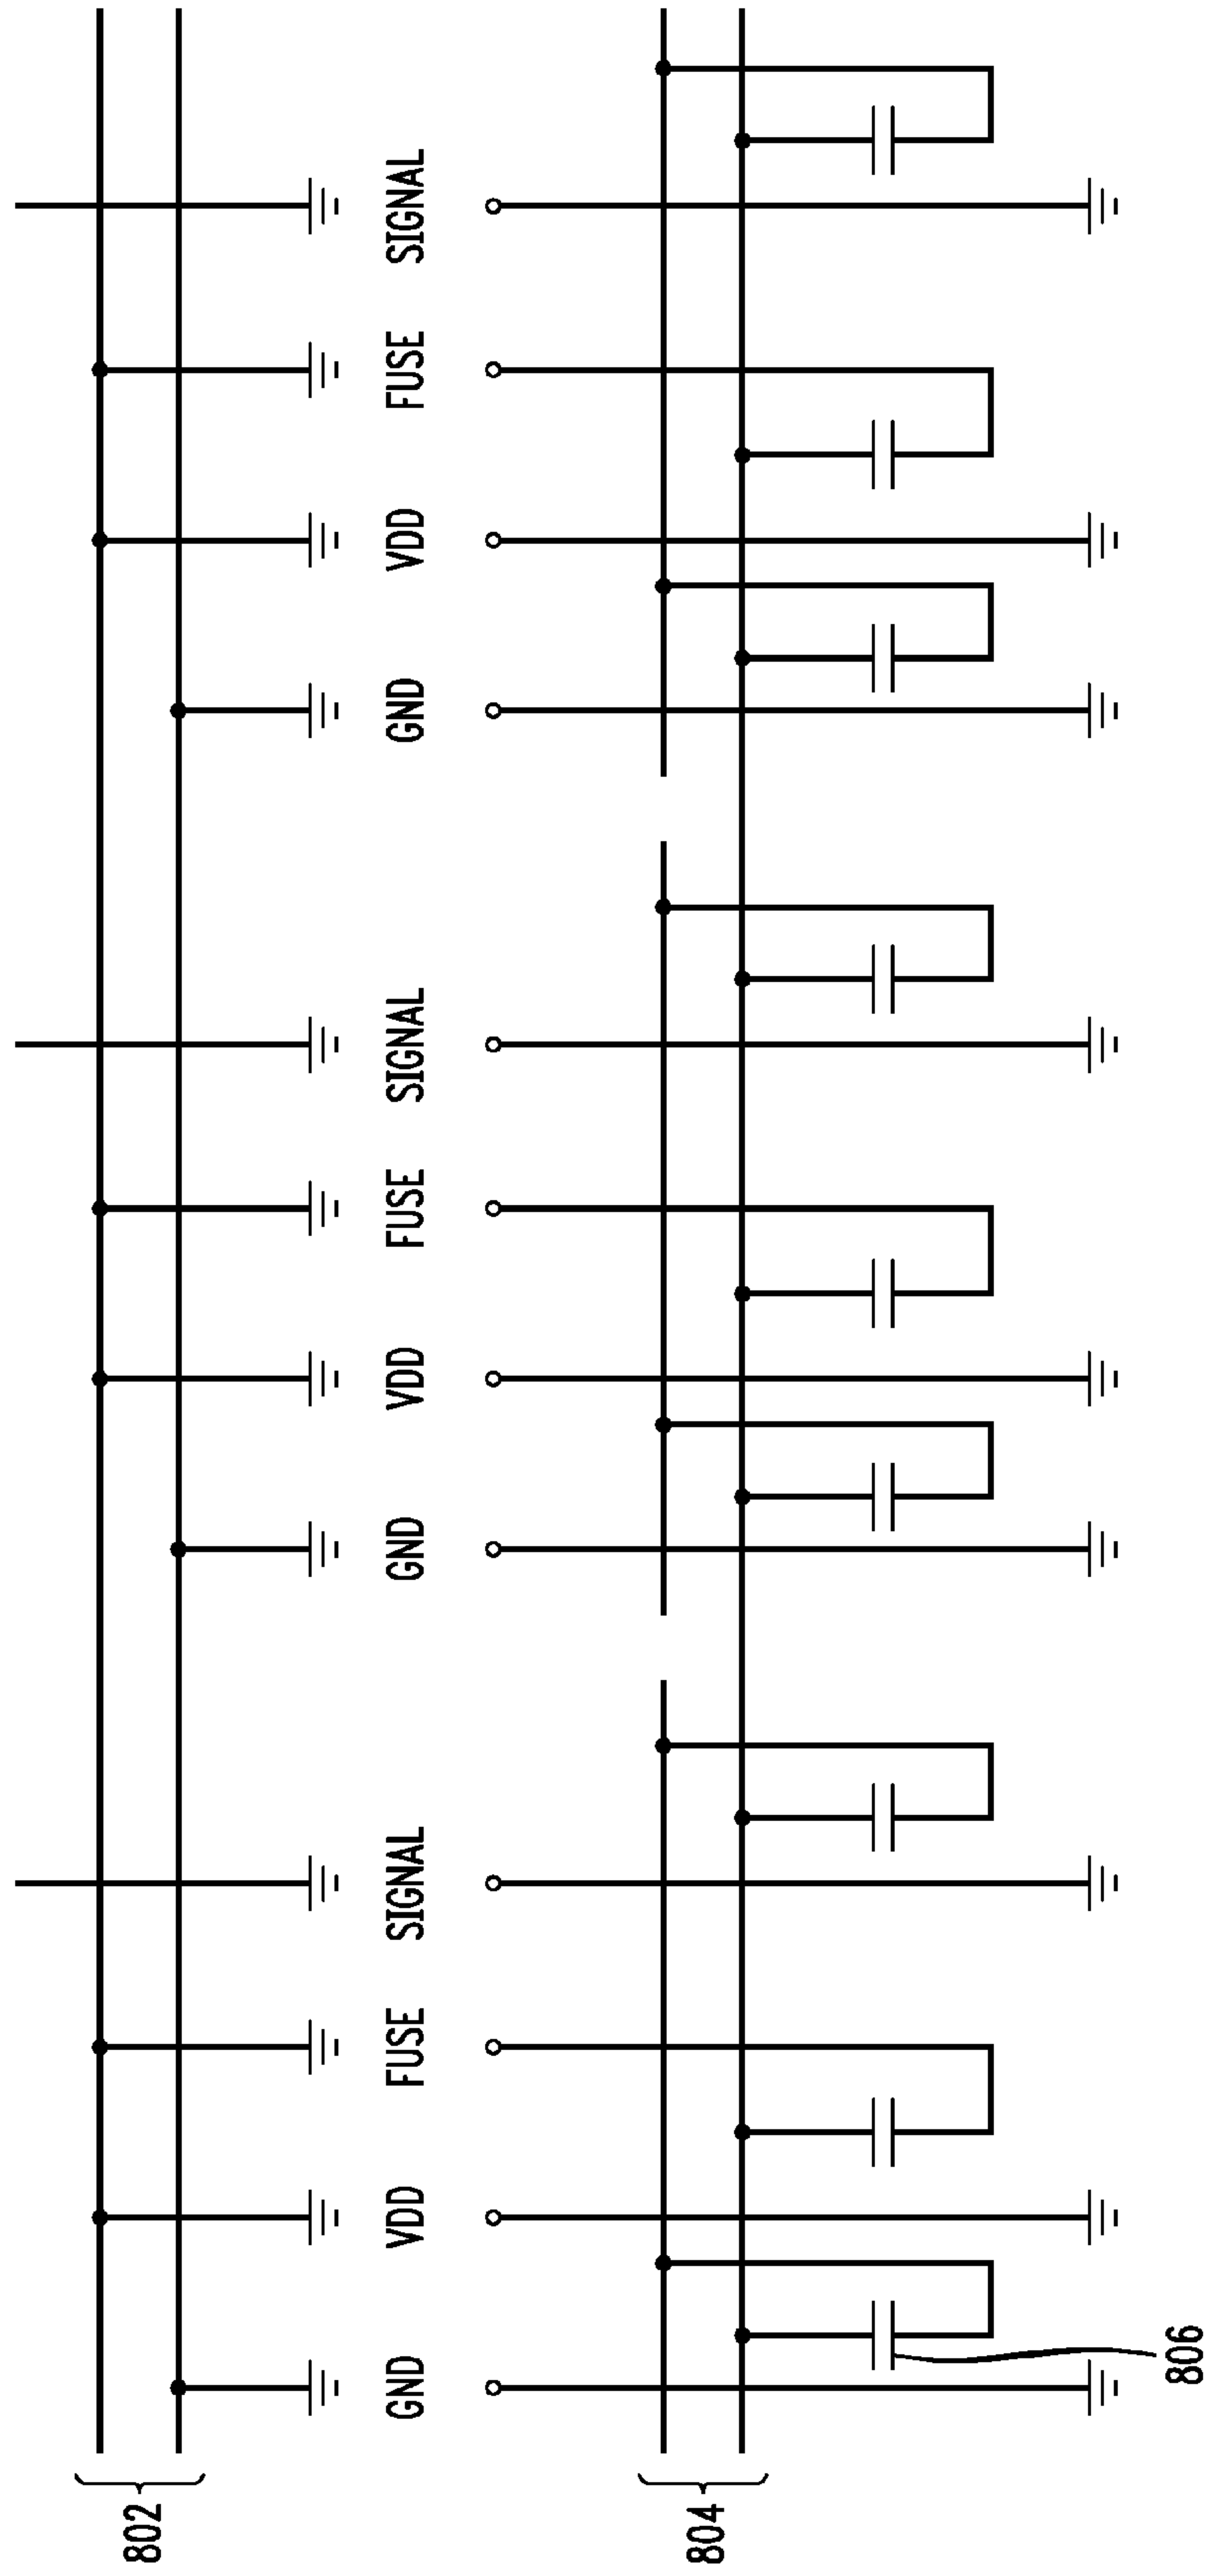 802
GND VDD FUSE SIGNAL GND VDD FUSE SIGNAL GND VDD FUSE SIGNAL
804
806